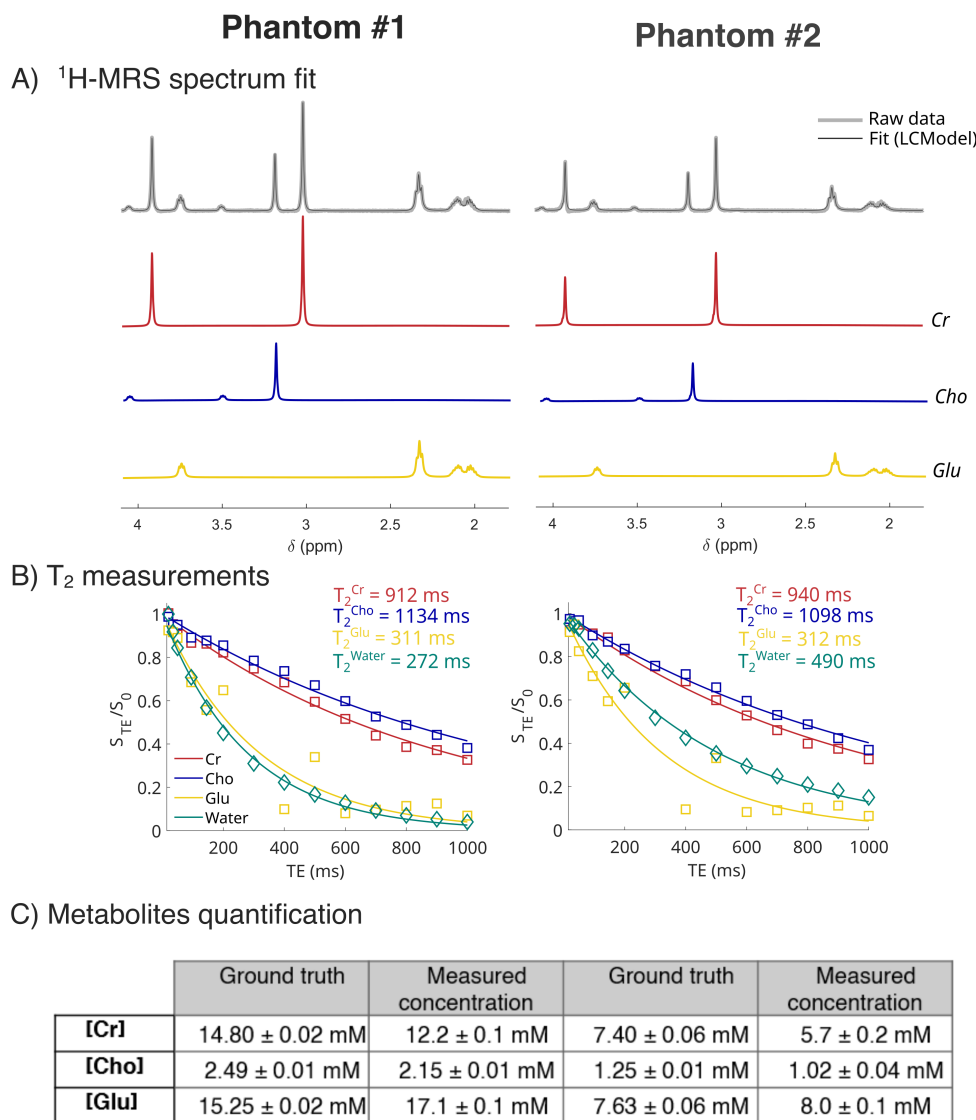 Phantom #1
Phantom #2
A) ¹H-MRS spectrum fit
Raw data
Fit (LCModel)
Cr
Cho
Glu
4 3.5 3 2.5 2
δ (ppm)
4 3.5 3 2.5 2
δ (ppm)
B) T₂ measurements
T₂^Cr = 912 ms
T₂^Cho = 1134 ms
T₂^Glu = 311 ms
T₂^Water = 272 ms
1
0.8
0.6
0.4
0.2
0
S_TE/S₀
Cr
Cho
Glu
Water
200 400 600 800 1000
TE (ms)
T₂^Cr = 940 ms
T₂^Cho = 1098 ms
T₂^Glu = 312 ms
T₂^Water = 490 ms
1
0.8
0.6
0.4
0.2
0
S_TE/S₀
200 400 600 800 1000
TE (ms)
C) Metabolites quantification
Ground truth Measured concentration Ground truth Measured concentration
[Cr] 14.80 ± 0.02 mM 12.2 ± 0.1 mM 7.40 ± 0.06 mM 5.7 ± 0.2 mM
[Cho] 2.49 ± 0.01 mM 2.15 ± 0.01 mM 1.25 ± 0.01 mM 1.02 ± 0.04 mM
[Glu] 15.25 ± 0.02 mM 17.1 ± 0.1 mM 7.63 ± 0.06 mM 8.0 ± 0.1 mM